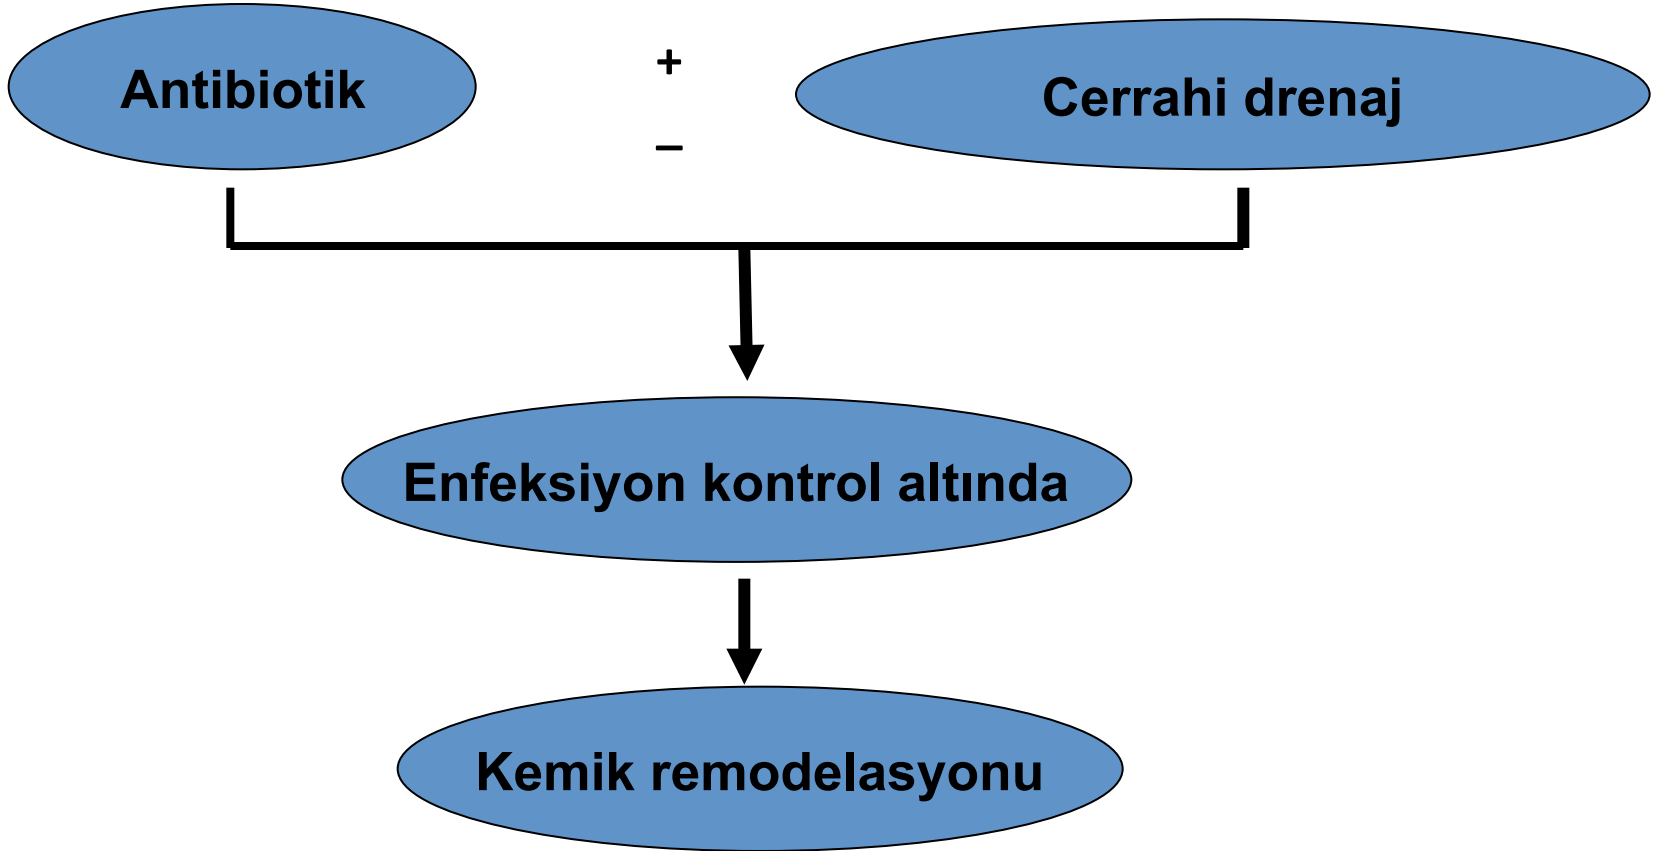 Antibiotik
+
–
Cerrahi drenaj
Enfeksiyon kontrol altında
Kemik remodelasyonu